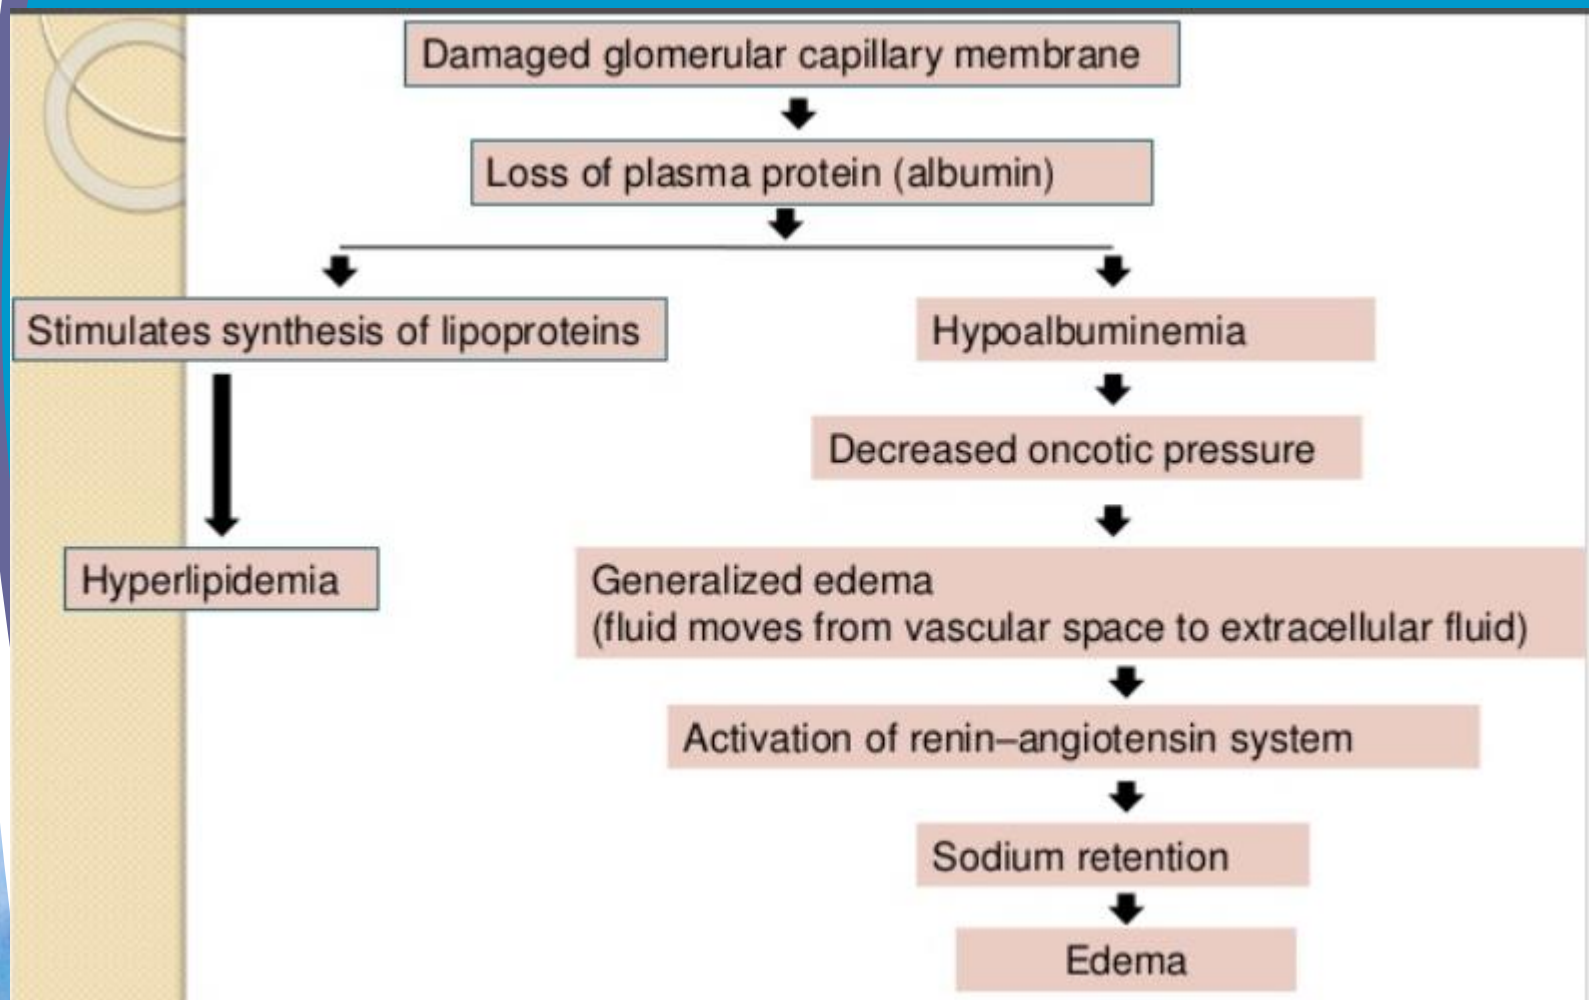 Damaged glomerular capillary membrane
Loss of plasma protein (albumin)
Stimulates synthesis of lipoproteins
Hypoalbuminemia
Decreased oncotic pressure
Hyperlipidemia
Generalized edema
(fluid moves from vascular space to extracellular fluid)
Activation of renin–angiotensin system
Sodium retention
Edema